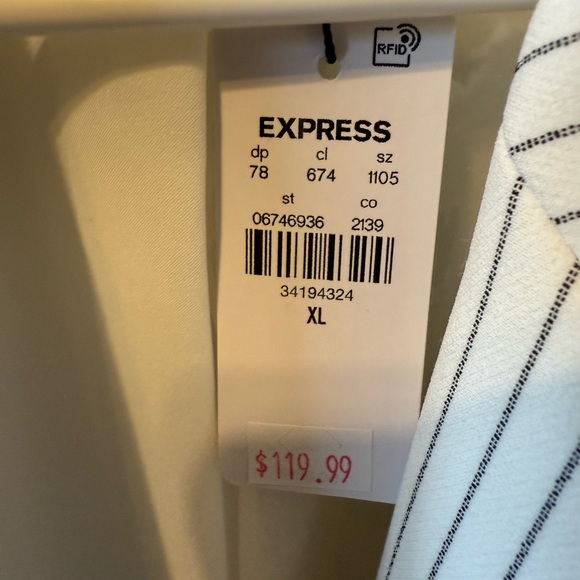 RFID
EXPRESS
dp cl sz
78 674 1105
st co
06746936 2139
34194324
XL
$119.99